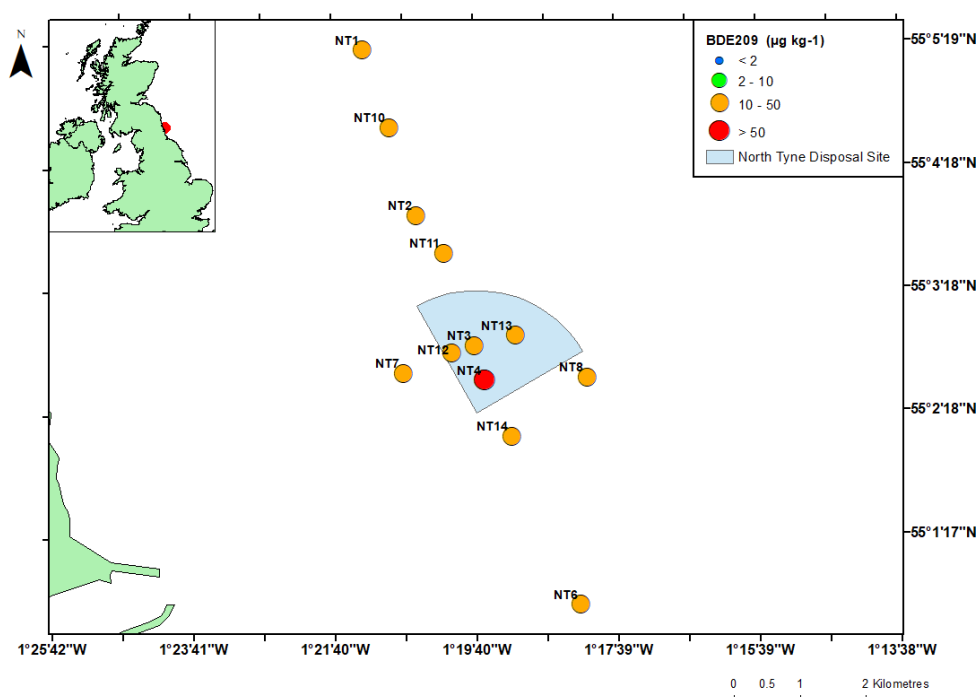 N
BDE209 (µg kg-1)
< 2
2 - 10
10 - 50
> 50
North Tyne Disposal Site
NT1
NT10
NT2
NT11
NT13
NT3
NT12
NT7
NT4
NT8
NT14
NT6
55°5'19"N
55°4'18"N
55°3'18"N
55°2'18"N
55°1'17"N
1°25'42"W 1°23'41"W 1°21'40"W 1°19'40"W 1°17'39"W 1°15'39"W 1°13'38"W
0 0.5 1 2 Kilometres